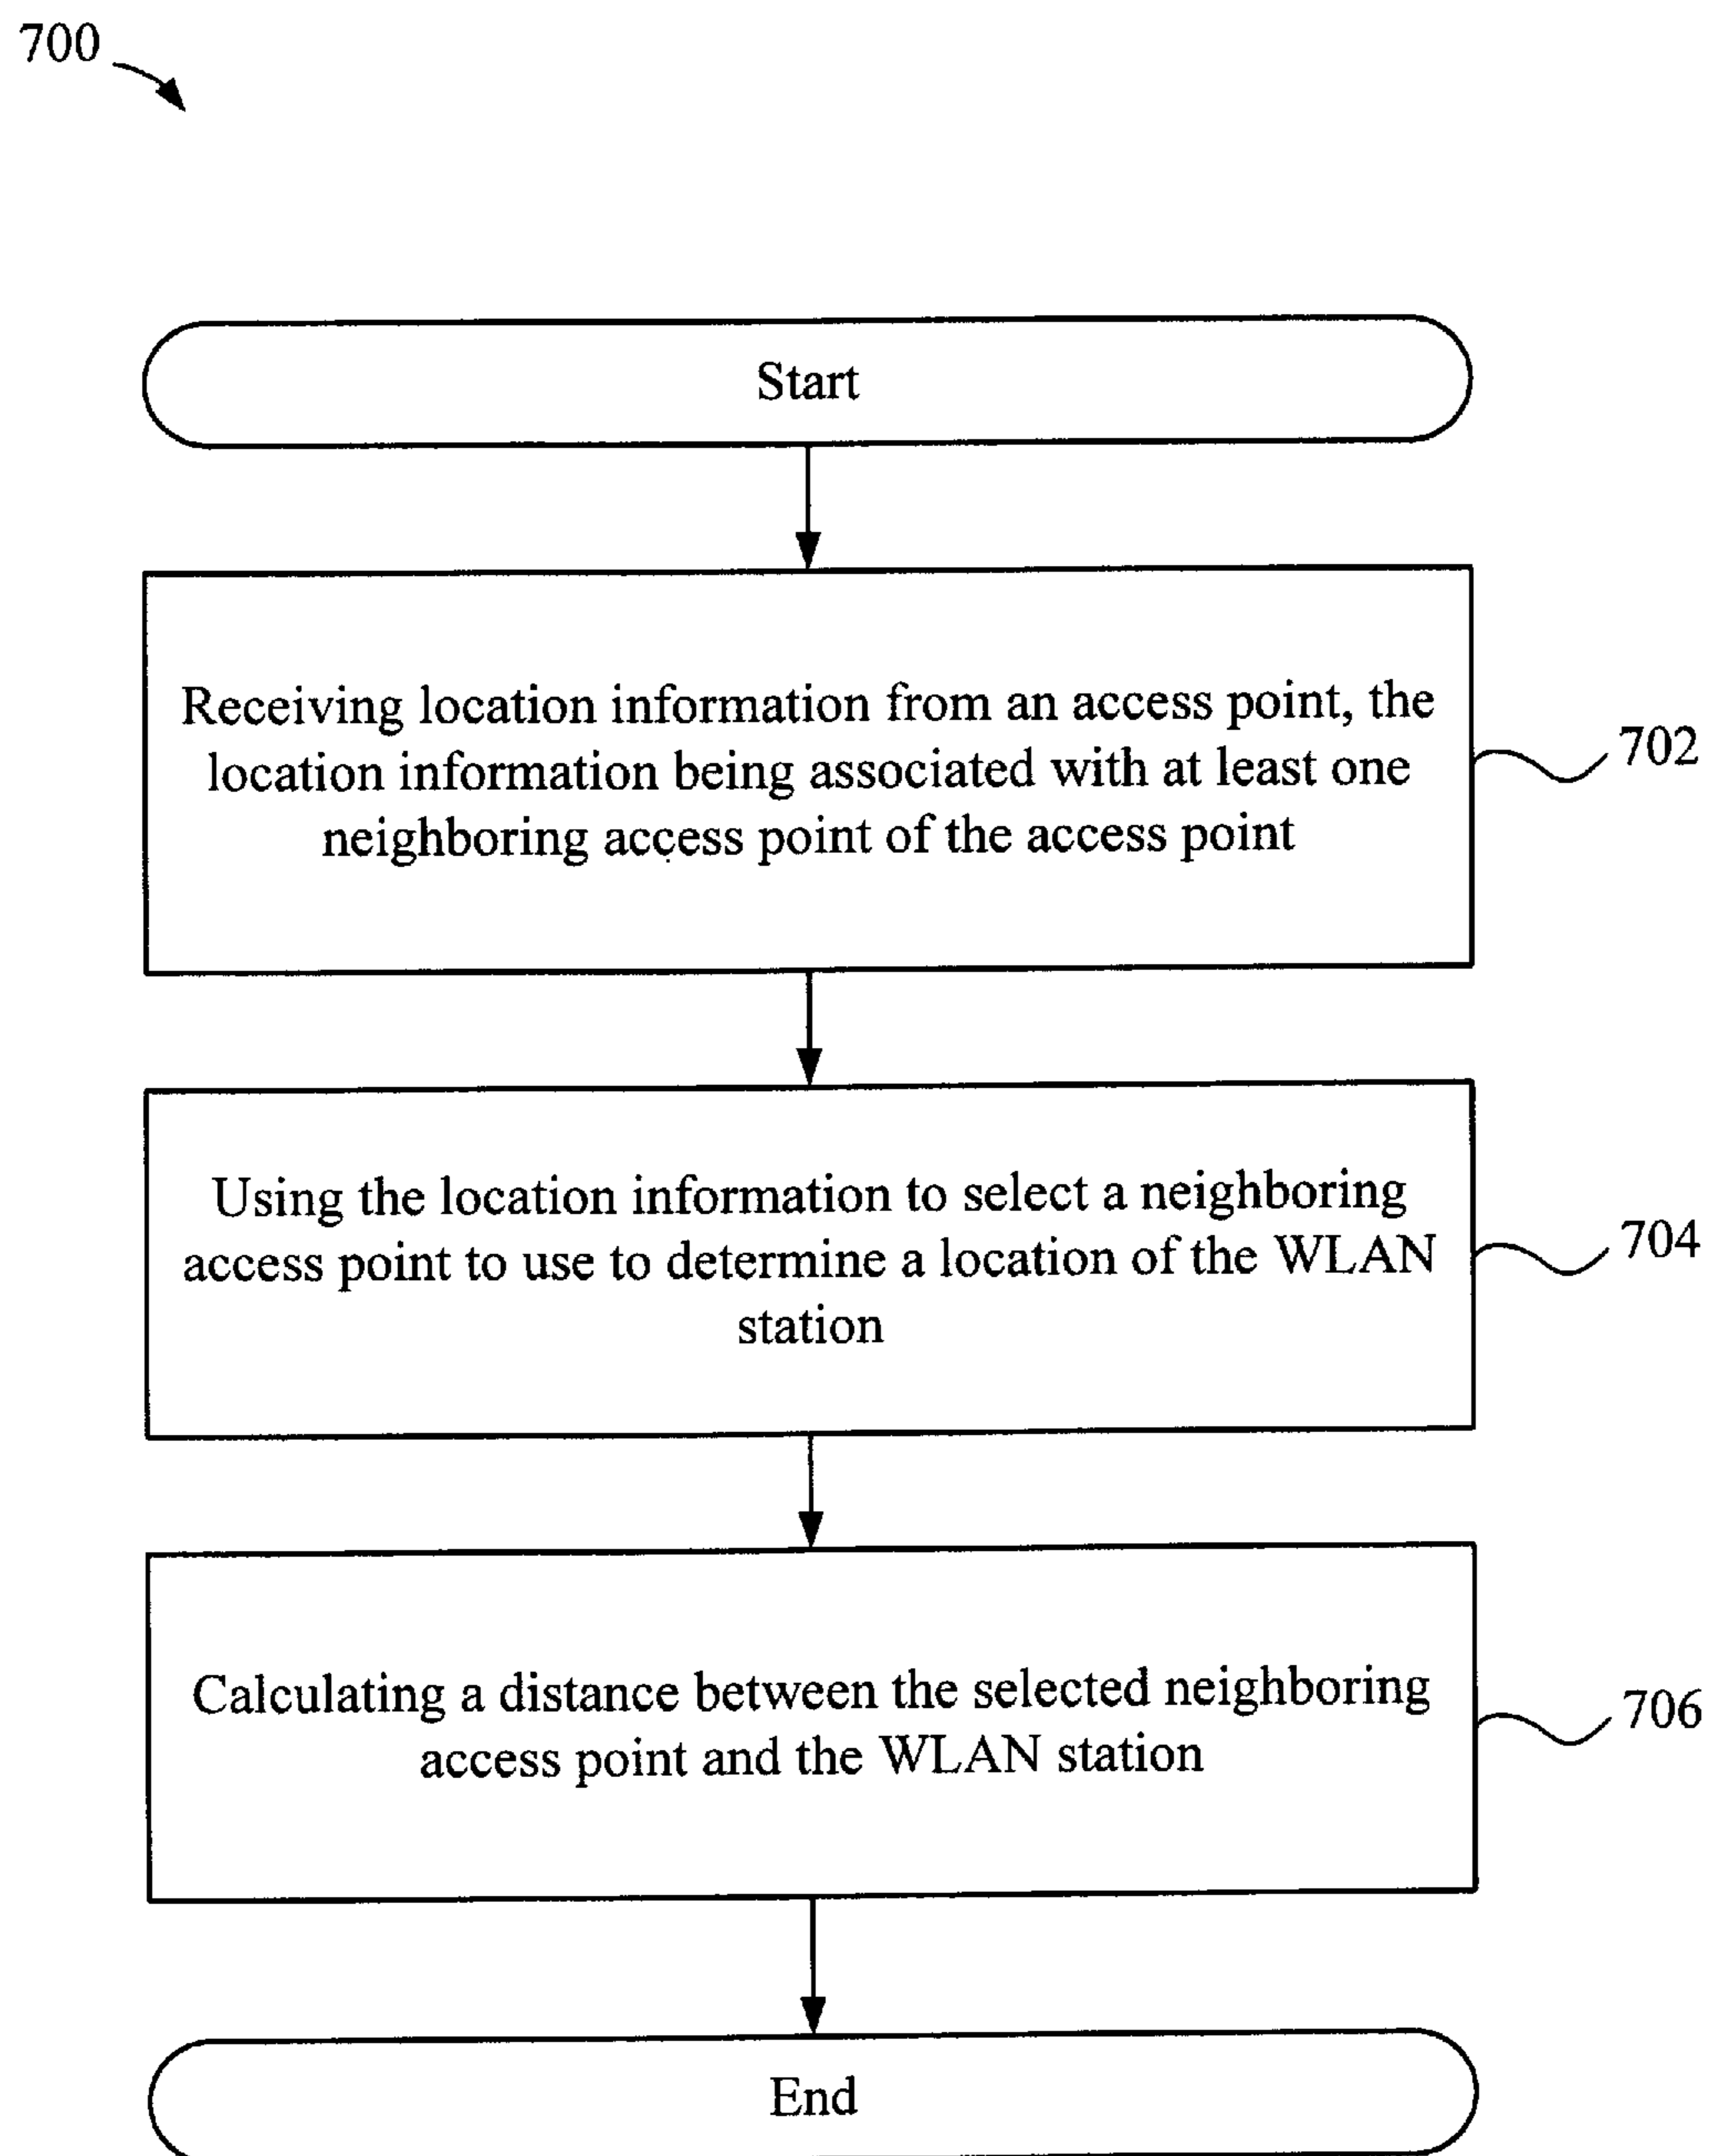 700
Start
Receiving location information from an access point, the
location information being associated with at least one
neighboring access point of the access point
702
Using the location information to select a neighboring
access point to use to determine a location of the WLAN
station
704
Calculating a distance between the selected neighboring
access point and the WLAN station
706
End